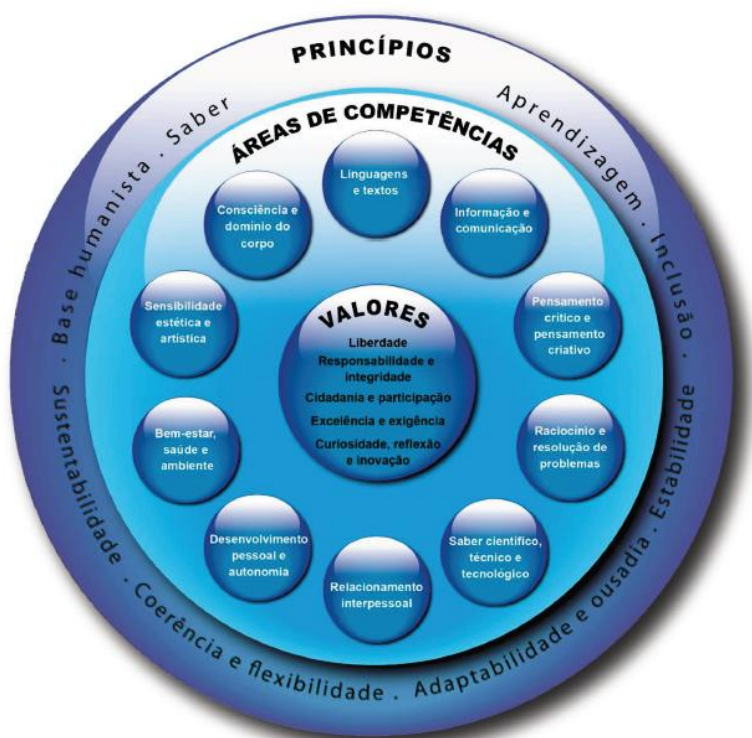 PRINCÍPIOS
Base humanista . Saber
Aprendizagem . Inclusão .
Estabilidade
Adaptabilidade e ousadia .
Coerência e flexibilidade .
Sustentabilidade .
ÁREAS DE COMPETÊNCIAS
Linguagens
e textos
Informação e
comunicação
Pensamento
crítico e
pensamento
criativo
Raciocínio e
resolução de
problemas
Saber científico,
técnico e
tecnológico
Relacionamento
interpessoal
Desenvolvimento
pessoal e
autonomia
Bem-estar,
saúde e
ambiente
Sensibilidade
estética e
artística
Consciência e
domínio do
corpo
VALORES
Liberdade
Responsabilidade e
integridade
Cidadania e participação
Excelência e exigência
Curiosidade, reflexão
e inovação